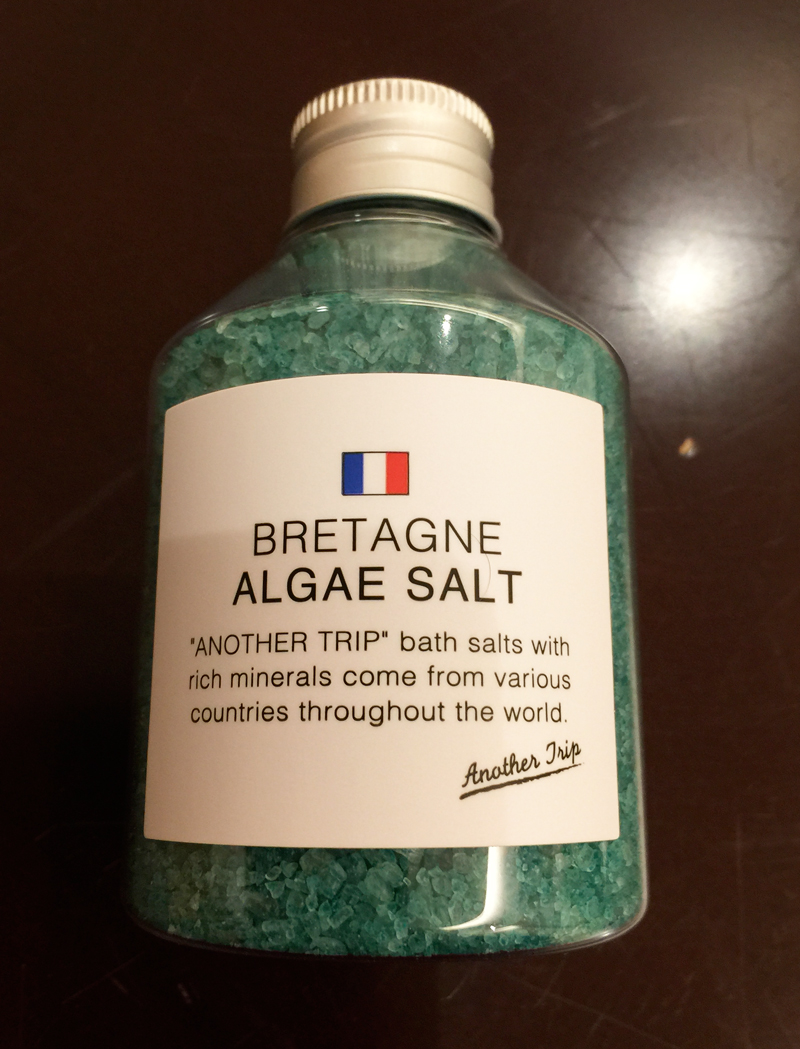 BRETAGNE
ALGAE SALT
"ANOTHER TRIP" bath salts with
rich minerals come from various
countries throughout the world.
Another Trip